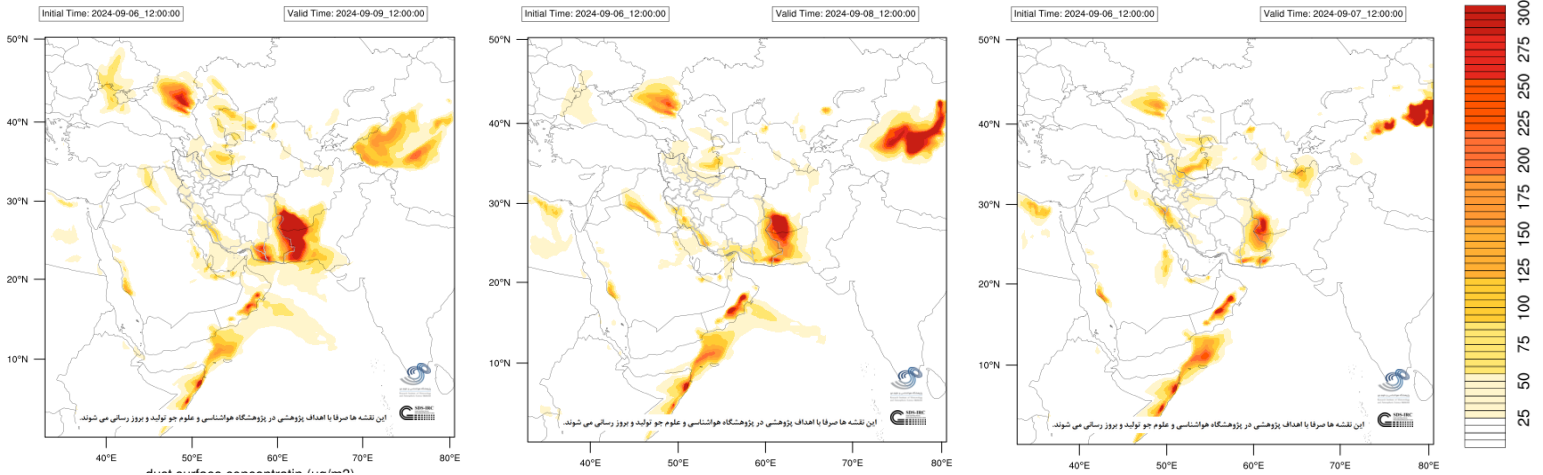 Initial Time: 2024-09-06_12:00:00
Valid Time: 2024-09-09_12:00:00
50°N
40°N
30°N
20°N
10°N
این نقشه ها صرفا با اهداف پژوهشی در پژوهشگاه هواشناسی و علوم جو تولید و بروز رسانی می شوند.
SDS-IRC
40°E
50°E
60°E
70°E
80°E
dust surface concentratin (ug/m2)
Initial Time: 2024-09-06_12:00:00
Valid Time: 2024-09-08_12:00:00
50°N
40°N
30°N
20°N
10°N
این نقشه ها صرفا با اهداف پژوهشی در پژوهشگاه هواشناسی و علوم جو تولید و بروز رسانی می شوند.
SDS-IRC
40°E
50°E
60°E
70°E
80°E
Initial Time: 2024-09-06_12:00:00
Valid Time: 2024-09-07_12:00:00
50°N
40°N
30°N
20°N
10°N
این نقشه ها صرفا با اهداف پژوهشی در پژوهشگاه هواشناسی و علوم جو تولید و بروز رسانی می شوند.
SDS-IRC
40°E
50°E
60°E
70°E
80°E
300
275
250
225
200
175
150
125
100
75
50
25